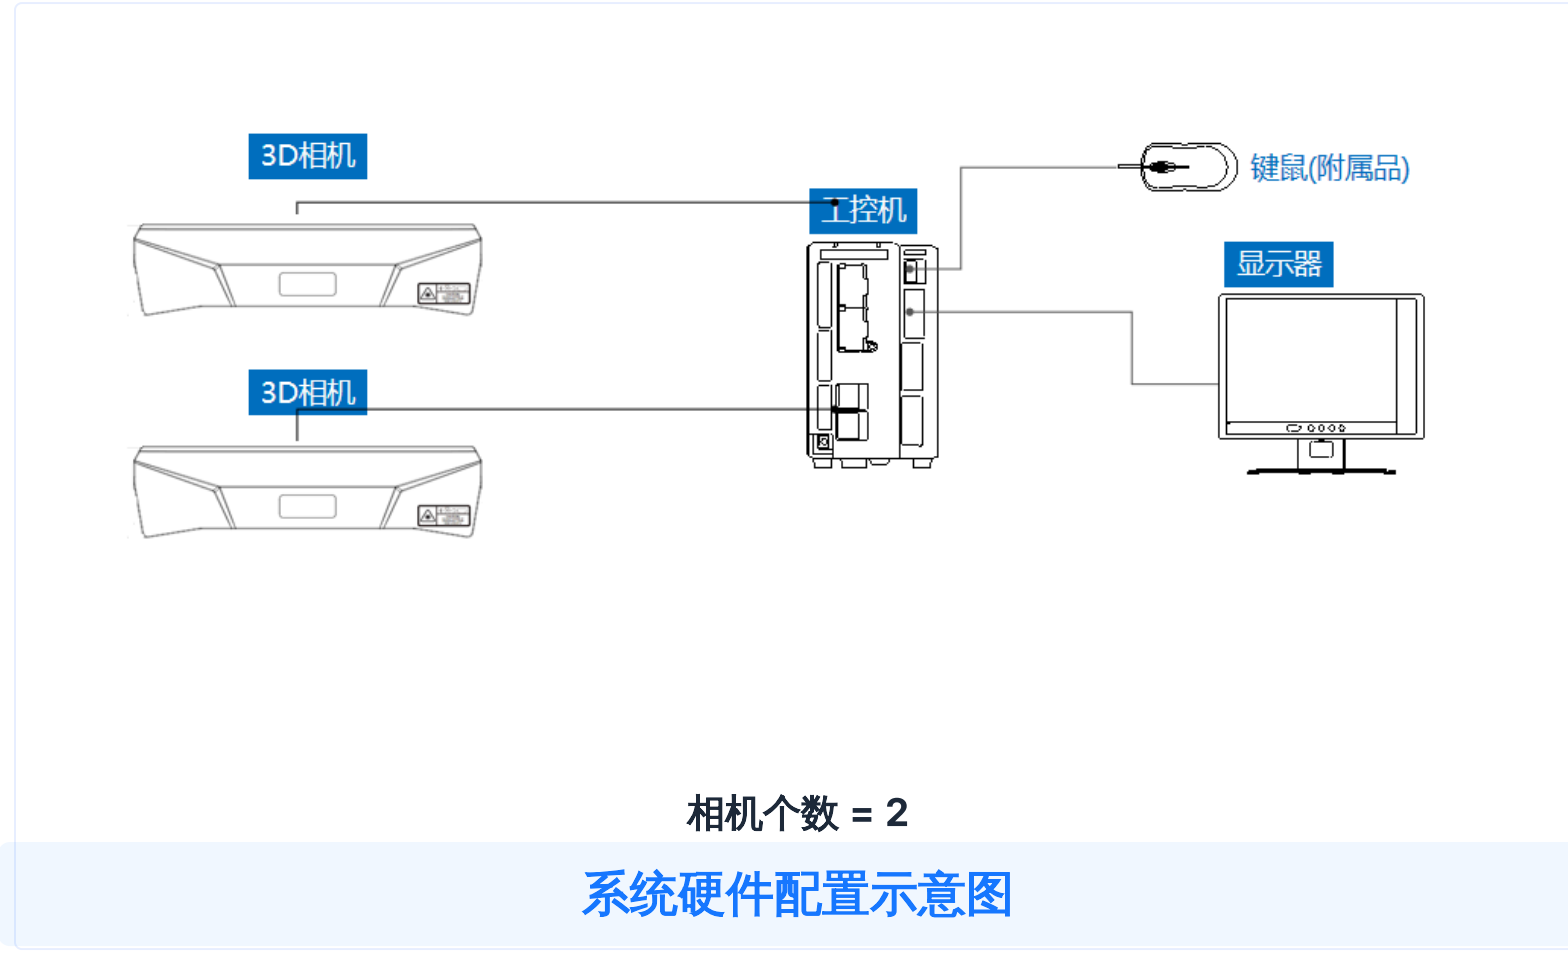 3D相机
工控机
键鼠(附属品)
显示器
3D相机
相机个数 = 2
系统硬件配置示意图